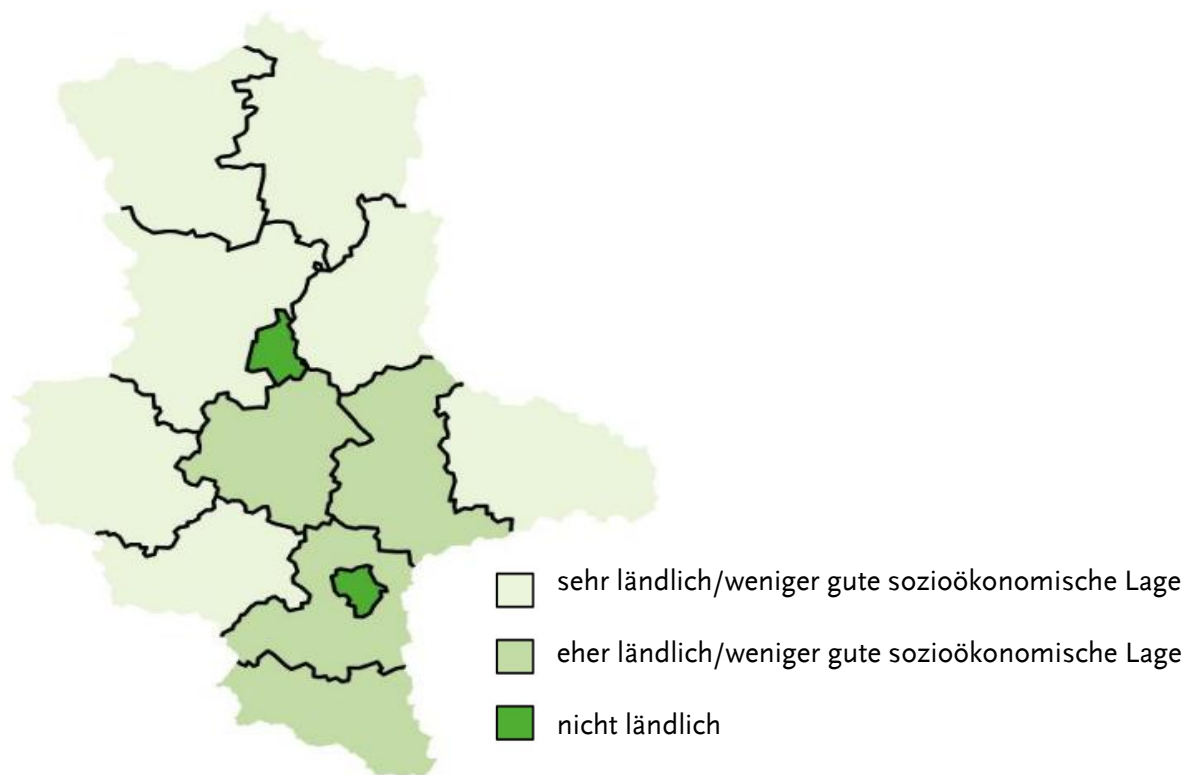 sehr ländlich/weniger gute sozioökonomische Lage
eher ländlich/weniger gute sozioökonomische Lage
nicht ländlich